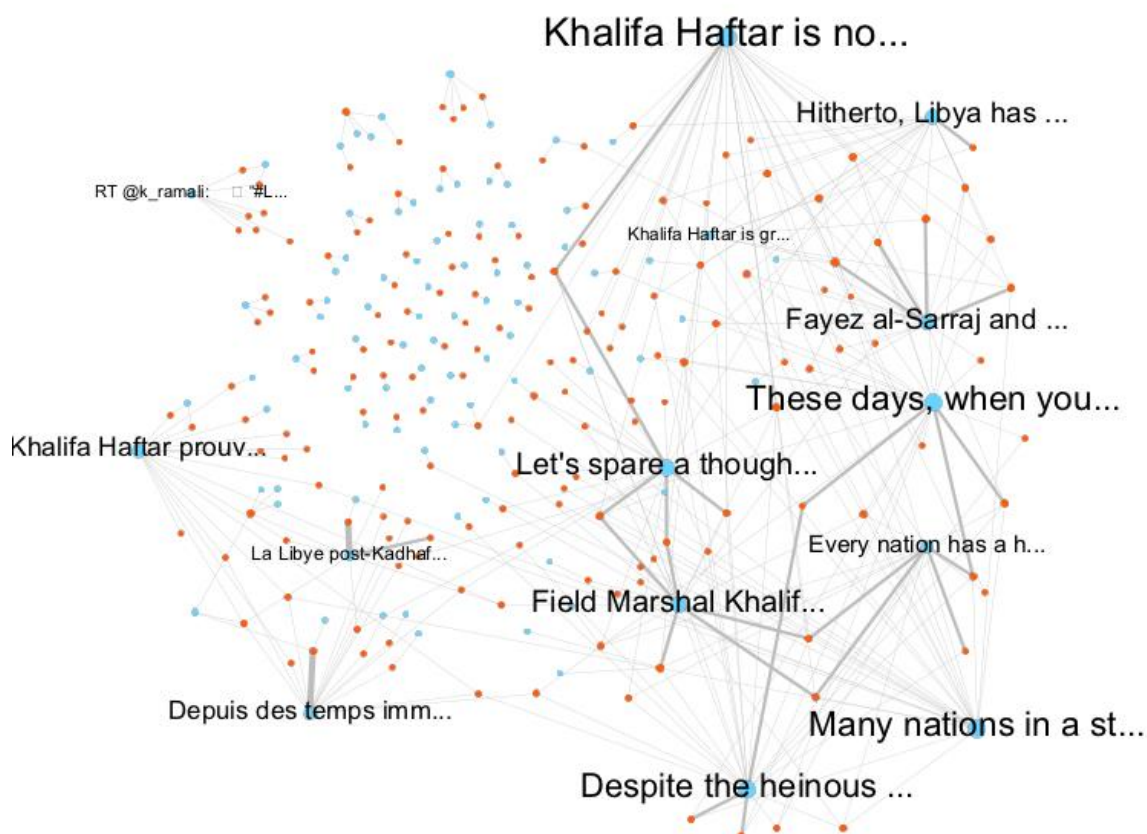 Khalifa Haftar is no...
Hitherto, Libya has ...
RT @k_ramali: □ "#L...
Khalifa Haftar is gr...
Fayez al-Sarraj and ...
These days, when you...
Khalifa Haftar prouv...
Let's spare a though...
La Libye post-Kadhaf...
Every nation has a h...
Field Marshal Khalif...
Depuis des temps imm...
Many nations in a st...
Despite the heinous ...